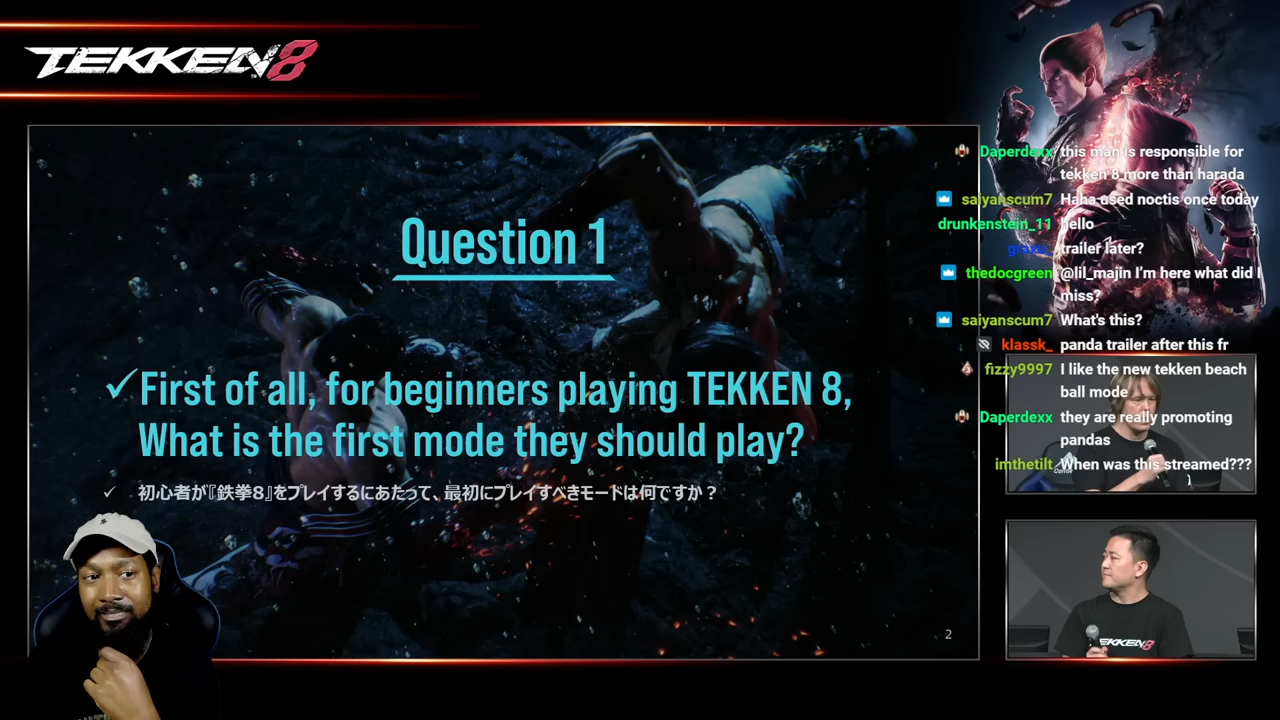 TEKKEN 8
Question 1
✓First of all, for beginners playing TEKKEN 8,
What is the first mode they should play?
✓ 初心者が『鉄拳8』をプレイするにあたって、最初にプレイすべきモードは何ですか？
2
Daperdexx this man is responsible for
tekken 8 more than harada
saiyanscum7 Haha used noctis once today
drunkenstein_11 hello
trailer later?
thedocgreen @lil_majin I'm here what did I
miss?
saiyanscum7 What's this?
klassk_ panda trailer after this fr
fizzy9997 I like the new tekken beach
ball mode
Daperdexx they are really promoting
pandas
imthetilt When was this streamed???
TEKKEN 8